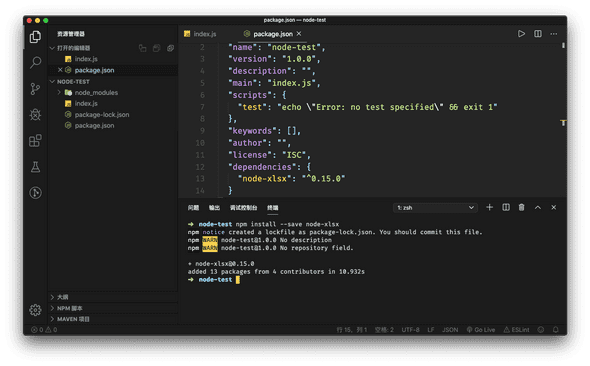 package.json — node-test
资源管理器
打开的编辑器
index.js
package.json
NODE-TEST
node_modules
index.js
package-lock.json
package.json
大纲
NPM 脚本
MAVEN 项目
index.js
package.json
2 "name": "node-test",
3 "version": "1.0.0",
4 "description": "",
5 "main": "index.js",
6 "scripts": {
7 "test": "echo \"Error: no test specified\" && exit 1"
8 },
9 "keywords": [],
10 "author": "",
11 "license": "ISC",
12 "dependencies": {
13 "node-xlsx": "^0.15.0"
14 }
问题 输出 调试控制台 终端
1: zsh
➜ node-test npm install --save node-xlsx
npm notice created a lockfile as package-lock.json. You should commit this file.
npm WARN node-test@1.0.0 No description
npm WARN node-test@1.0.0 No repository field.
+ node-xlsx@0.15.0
added 13 packages from 4 contributors in 10.932s
➜ node-test
0 0
行 15，列 1 空格: 2 UTF-8 LF JSON Go Live ESLint